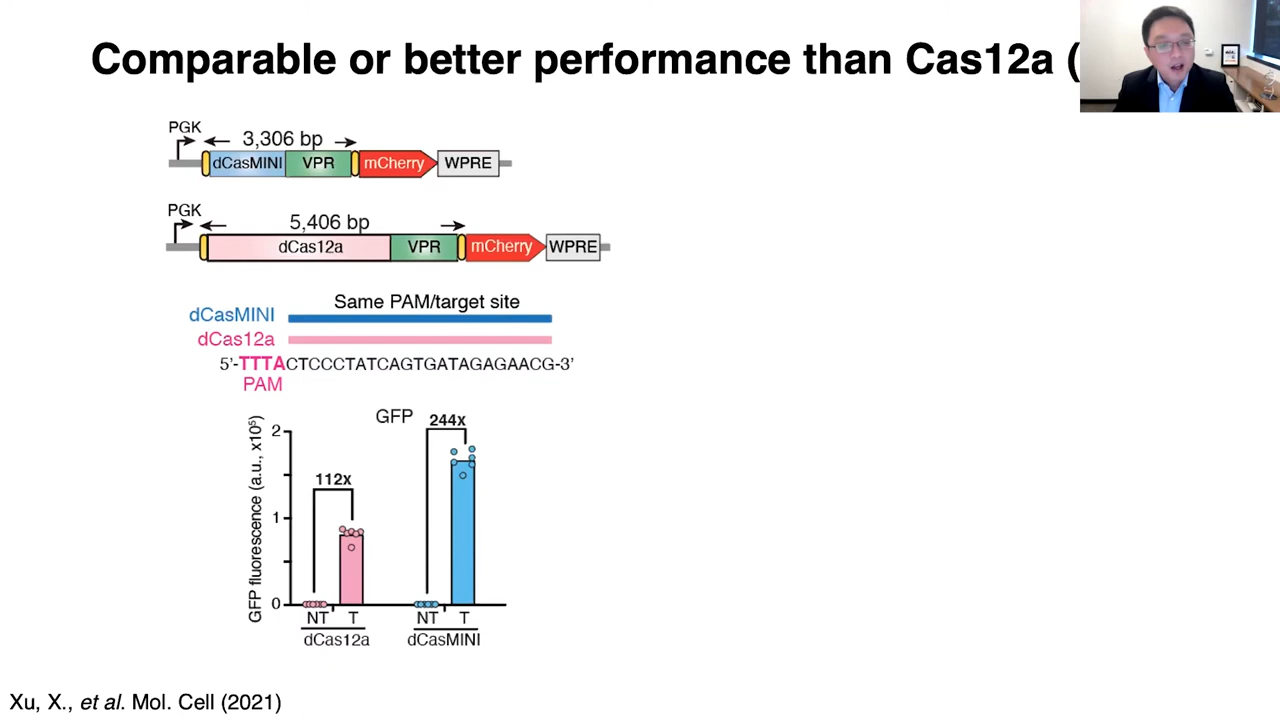 Comparable or better performance than Cas12a (
PGK
3,306 bp
dCasMINI VPR mCherry WPRE
PGK
5,406 bp
dCas12a VPR mCherry WPRE
Same PAM/target site
dCasMINI
dCas12a
5'-TTTACTCCCTATCAGTGATAGAGAACG-3'
PAM
GFP
GFP fluorescence (a.u., x10⁵)
2
1
0
112x
244x
NT T NT T
dCas12a dCasMINI
Xu, X., et al. Mol. Cell (2021)